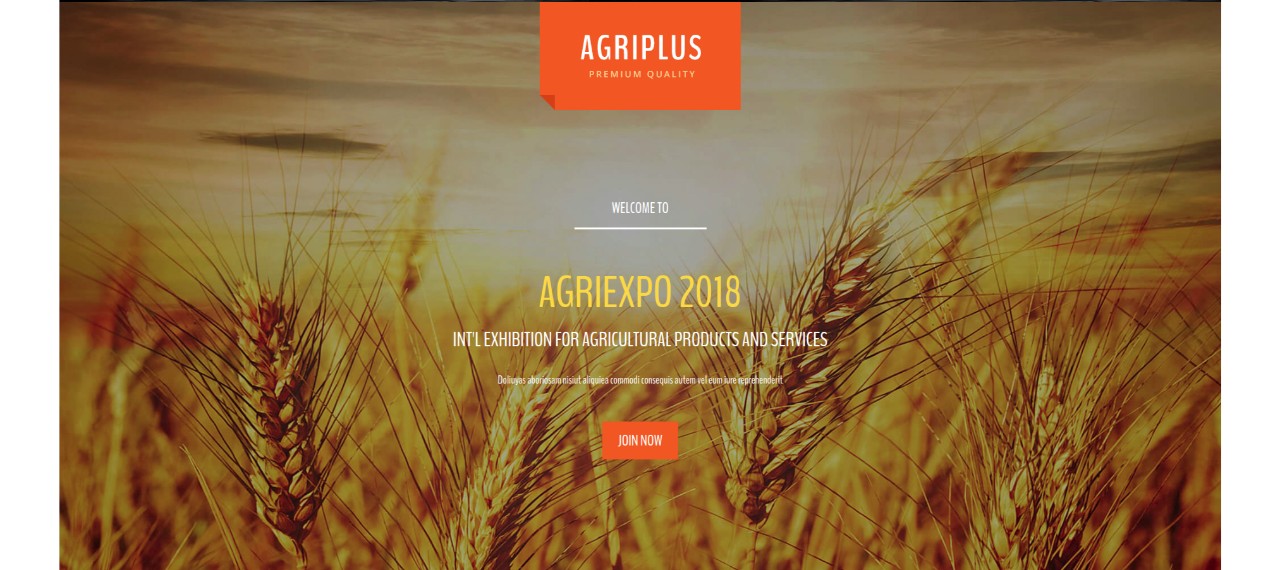 AGRIPLUS
PREMIUM QUALITY
WELCOME TO
AGRIEXPO 2018
INT'L EXHIBITION FOR AGRICULTURAL PRODUCTS AND SERVICES
Doliuyas aboriosam nisiut aliquiea commodi consequis autem vel eum iure reprehenderit
JOIN NOW